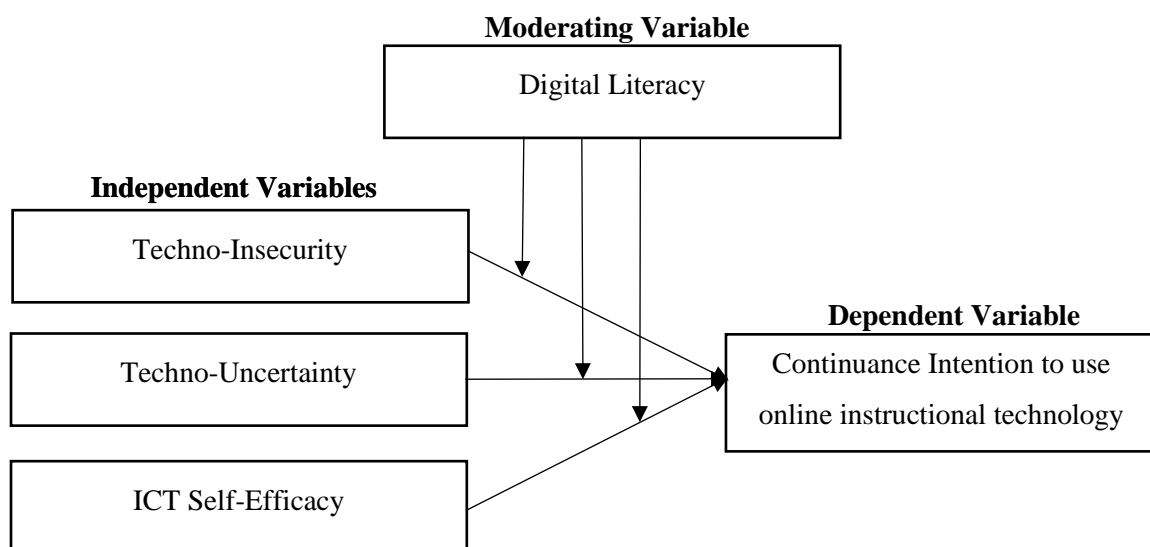 Moderating Variable
Digital Literacy
Independent Variables
Techno-Insecurity
Techno-Uncertainty
ICT Self-Efficacy
Dependent Variable
Continuance Intention to use
online instructional technology